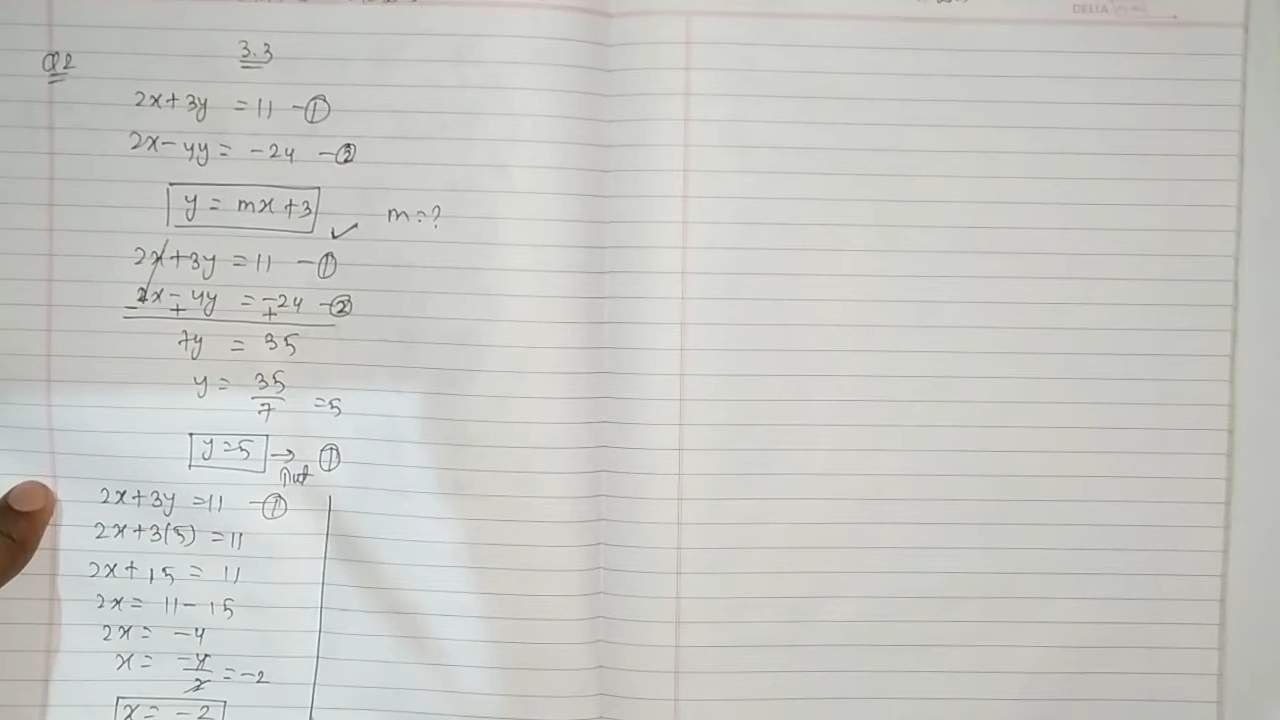 DELTA
3.3
Q2
2x+3y = 11 -①
2x-4y = -24 -②
y = mx+3 m=?
2x+3y = 11 -①
2x-4y = -24 -②
- + +
7y = 35
y = 35/7 =5
y=5 → ①
Put
2x+3y =11 -①
2x+3(5) =11
2x+15 = 11
2x= 11-15
2x= -4
x= -4/2 =-2
x= -2